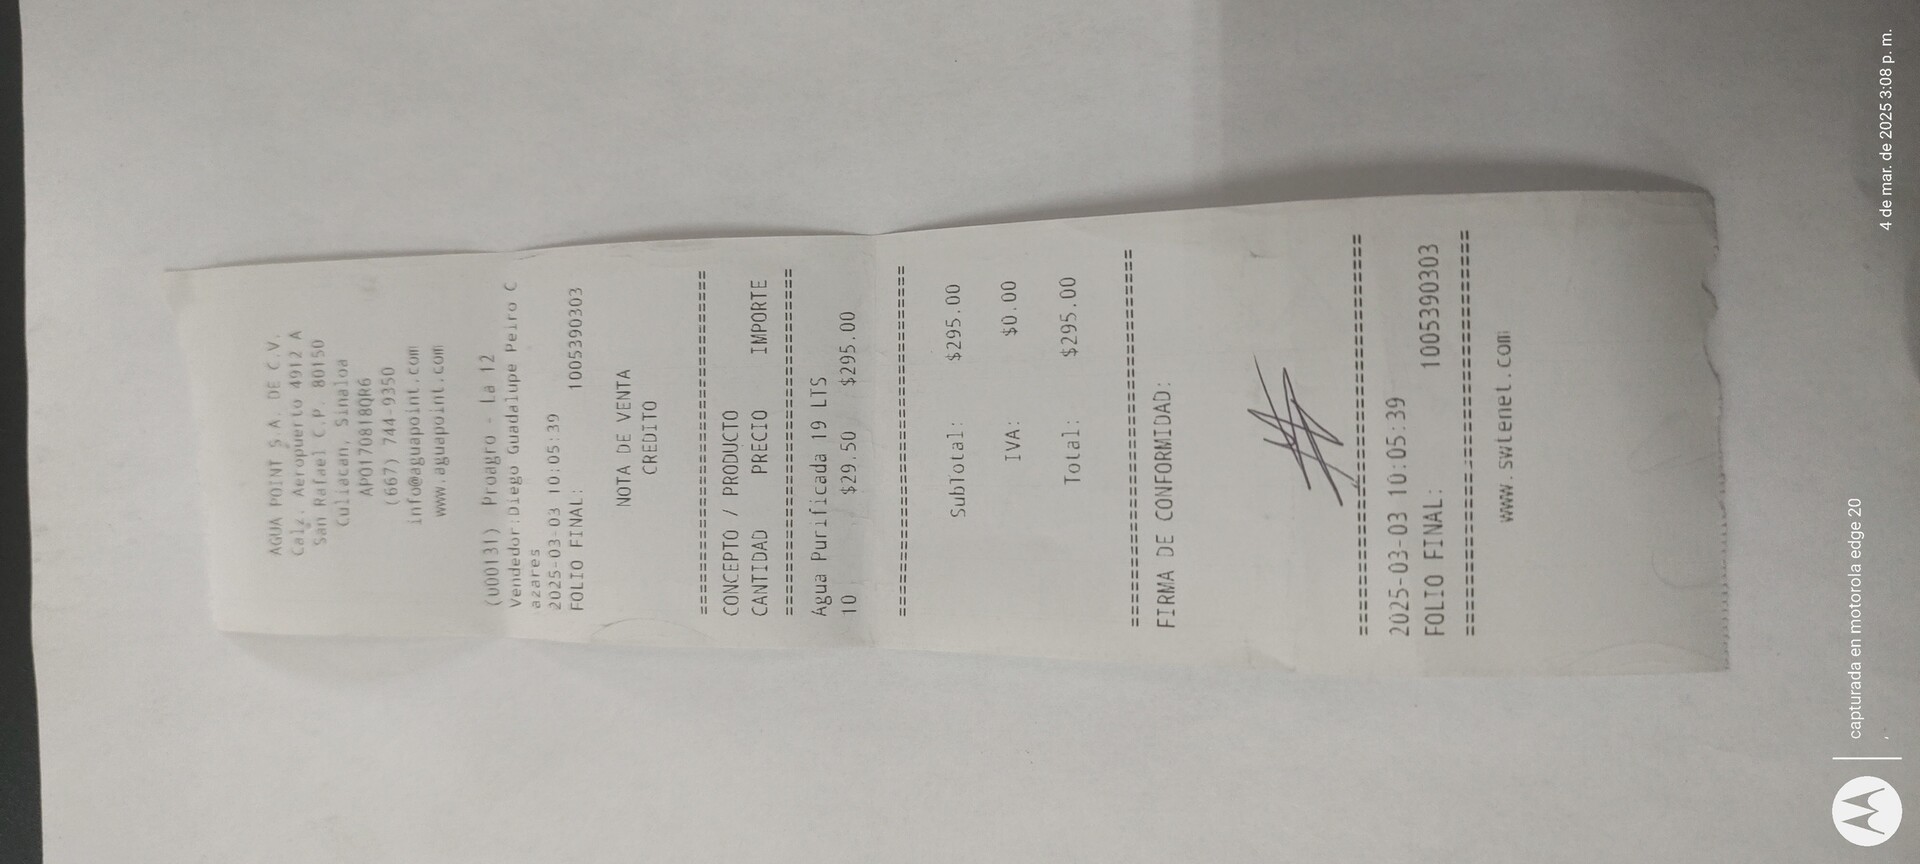 AGUA POINT S.A. DE C.V.
Calz. Aeropuerto 4912 A
San Rafael C.P. 80150
Culiacan, Sinaloa
APO170818QR6
(667) 744-9350
info@aguapoint.com
www.aguapoint.com
(U00131) Proagro - La 12
Vendedor:Diego Guadalupe Peiro C
azares
2025-03-03 10:05:39
FOLIO FINAL: 1005390303
NOTA DE VENTA
CREDITO
================================
CONCEPTO / PRODUCTO
CANTIDAD PRECIO IMPORTE
================================
Agua Purificada 19 LTS
10 $29.50 $295.00
================================
SubTotal: $295.00
IVA: $0.00
Total: $295.00
================================
FIRMA DE CONFORMIDAD:
================================
2025-03-03 10:05:39
FOLIO FINAL: 1005390303
================================
www.swtenet.com
capturada en motorola edge 20
4 de mar. de 2025 3:08 p. m.